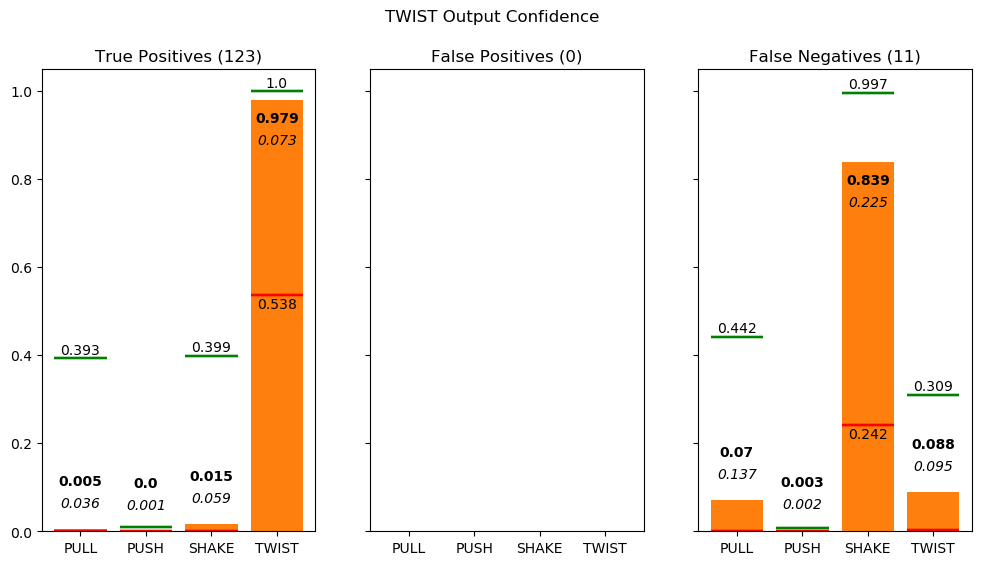 TWIST Output Confidence
True Positives (123)
False Positives (0)
False Negatives (11)
1.0
0.8
0.6
0.4
0.2
0.0
0.393
0.005
0.036
0.0
0.001
0.399
0.015
0.059
1.0
0.979
0.073
0.538
PULL
PUSH
SHAKE
TWIST
PULL
PUSH
SHAKE
TWIST
0.442
0.07
0.137
0.003
0.002
0.997
0.839
0.225
0.242
0.309
0.088
0.095
PULL
PUSH
SHAKE
TWIST